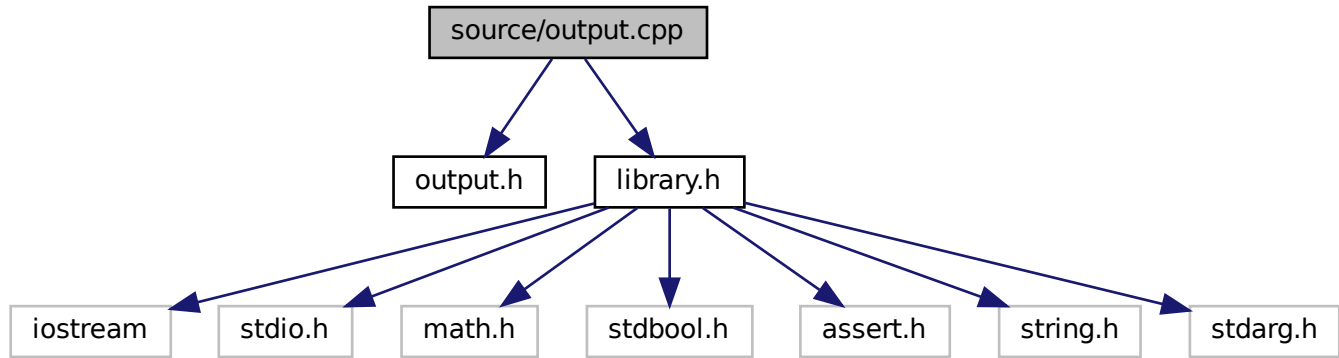 source/output.cpp
output.h
library.h
iostream
stdio.h
math.h
stdbool.h
assert.h
string.h
stdarg.h